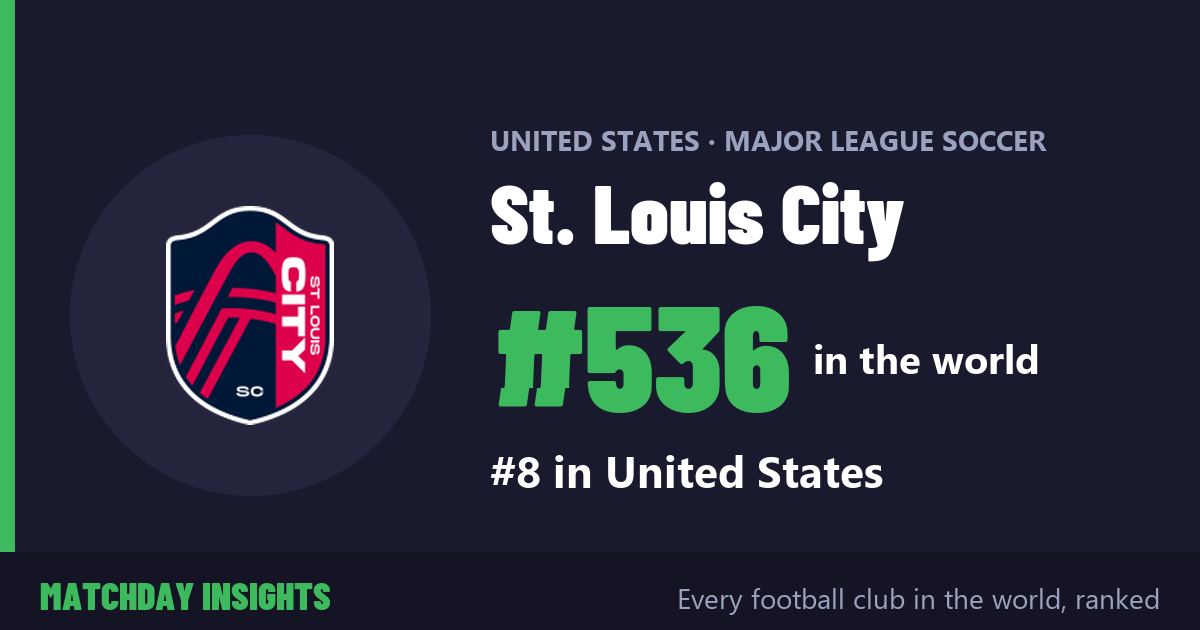 UNITED STATES · MAJOR LEAGUE SOCCER
St. Louis City
CITY
ST LOUIS
SC
#536 in the world
#8 in United States
MATCHDAY INSIGHTS
Every football club in the world, ranked